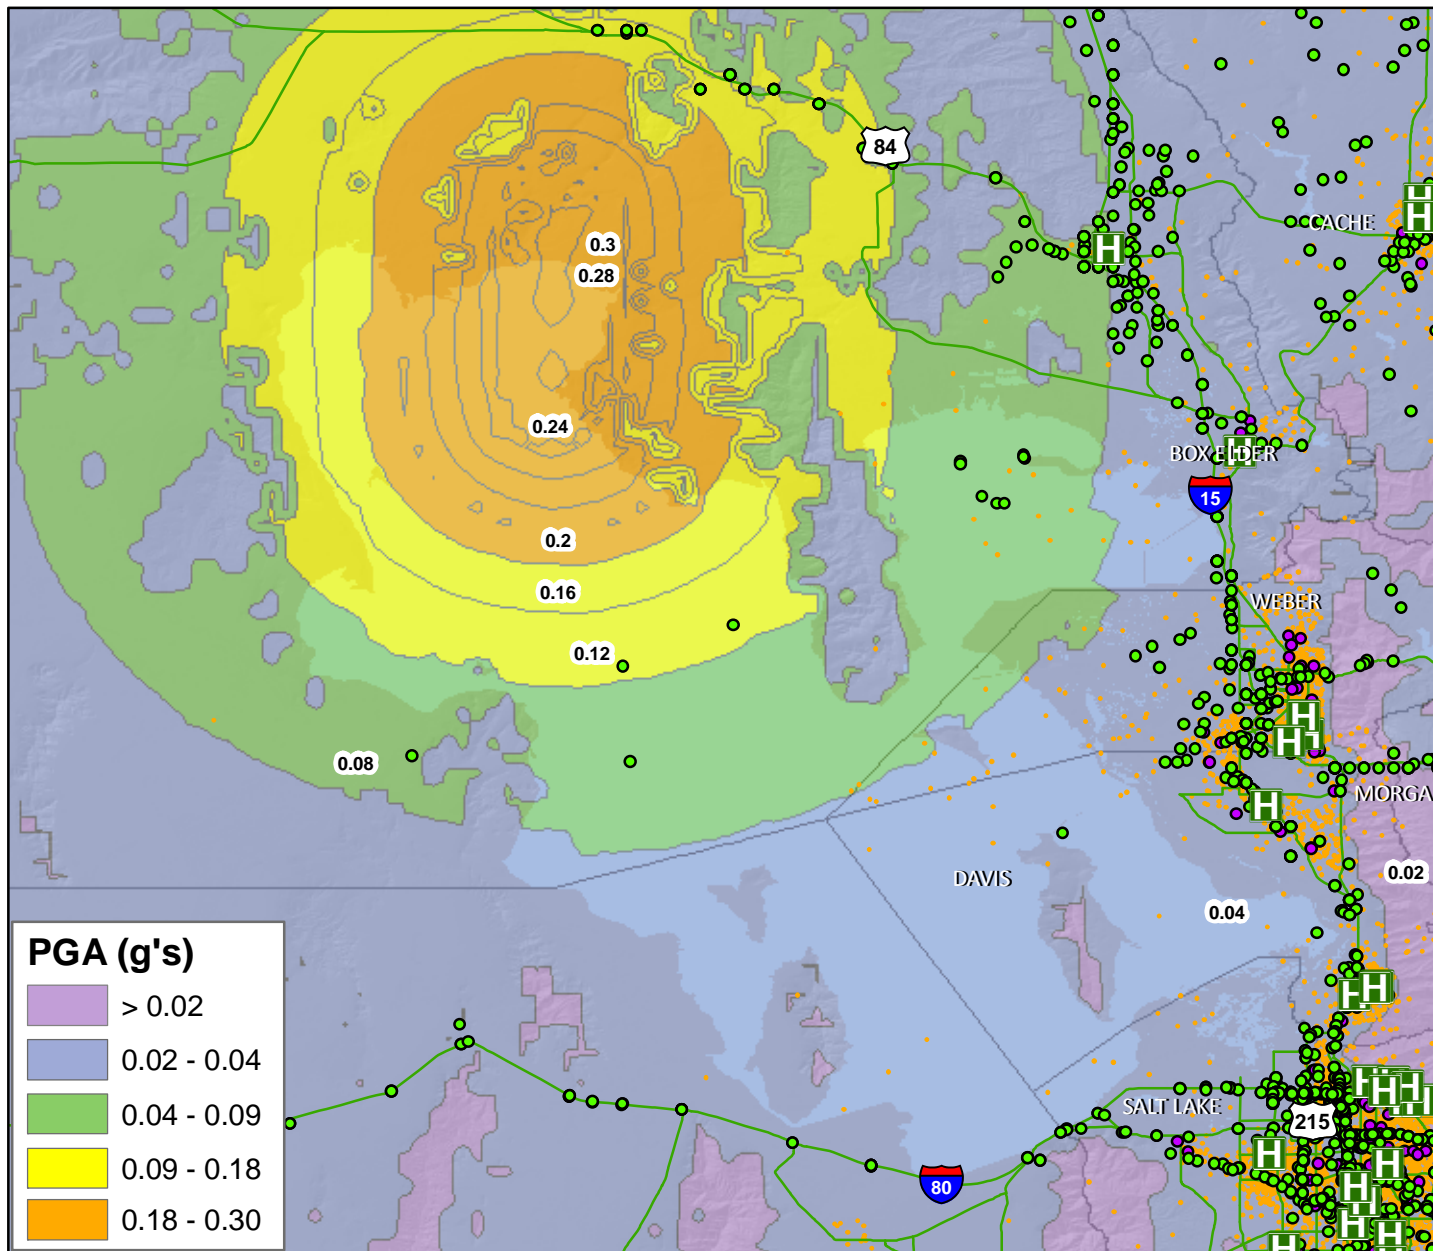 84
H
H
CACHE
H
0.3
0.28
0.24
BOX ELDER
H
15
0.2
0.16
WEBER
0.12
H
H
0.08
MORGA
H
0.02
DAVIS
0.04
PGA (g's)
> 0.02
0.02 - 0.04
0.04 - 0.09
0.09 - 0.18
0.18 - 0.30
H
H
H
H
H
SALT LAKE
215
H
H
80
H
H
H
H